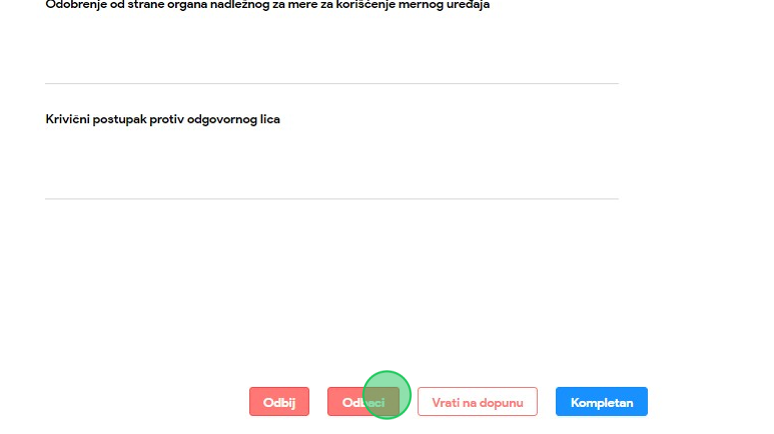 Odobrenje od strane organa nadležnog za mere za korišćenje mernog uređaja
Krivični postupak protiv odgovornog lica
Odbij
Odbaci
Vrati na dopunu
Kompletan